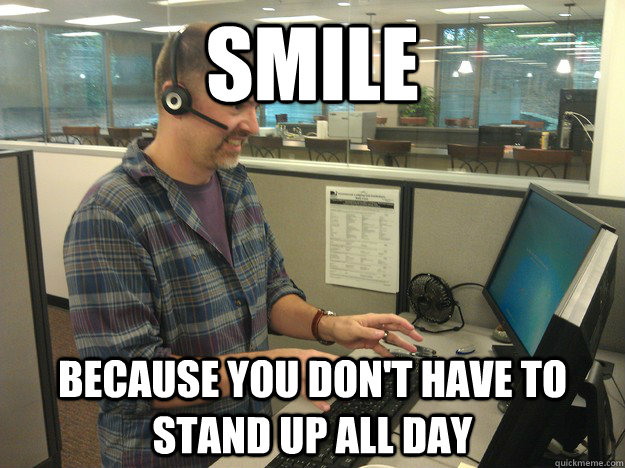 SMILE
BECAUSE YOU DON'T HAVE TO
STAND UP ALL DAY
quickmeme.com